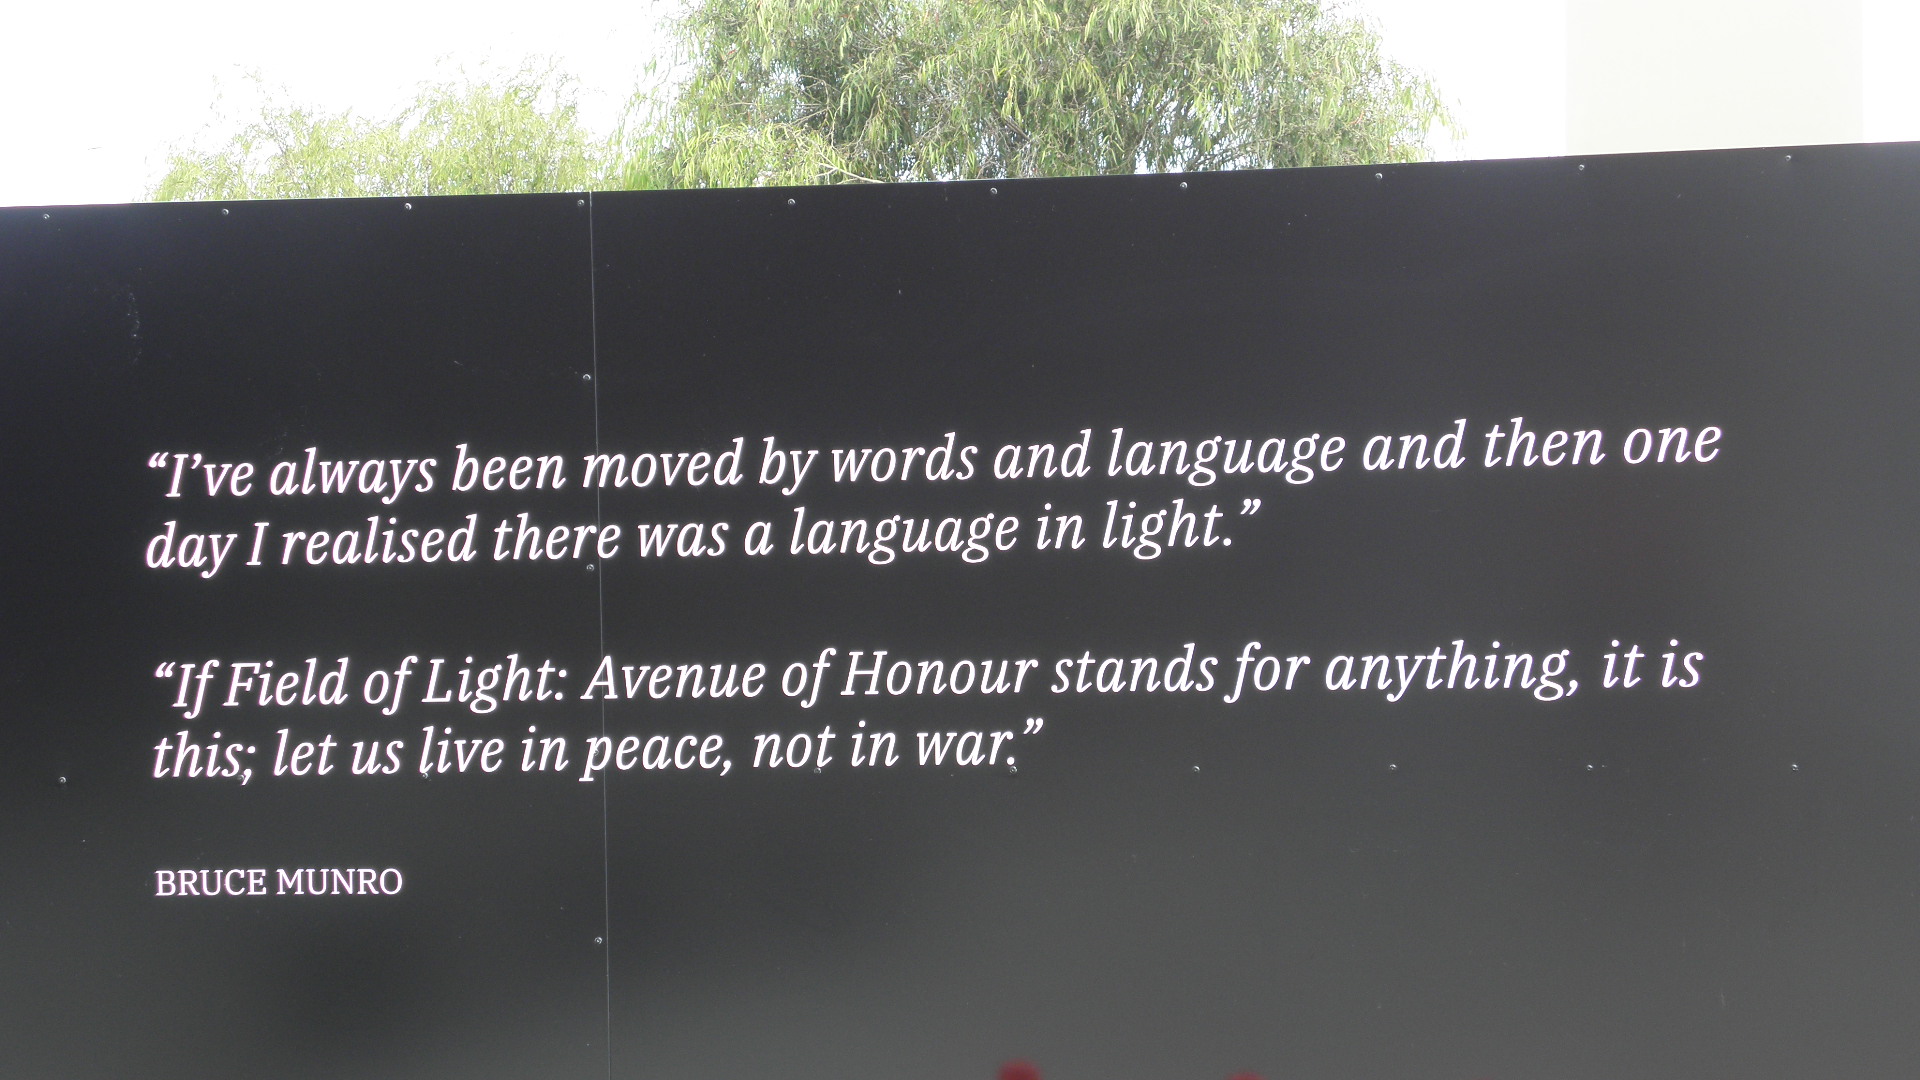 “I’ve always been moved by words and language and then one
day I realised there was a language in light.”
“If Field of Light: Avenue of Honour stands for anything, it is
this; let us live in peace, not in war.”
BRUCE MUNRO